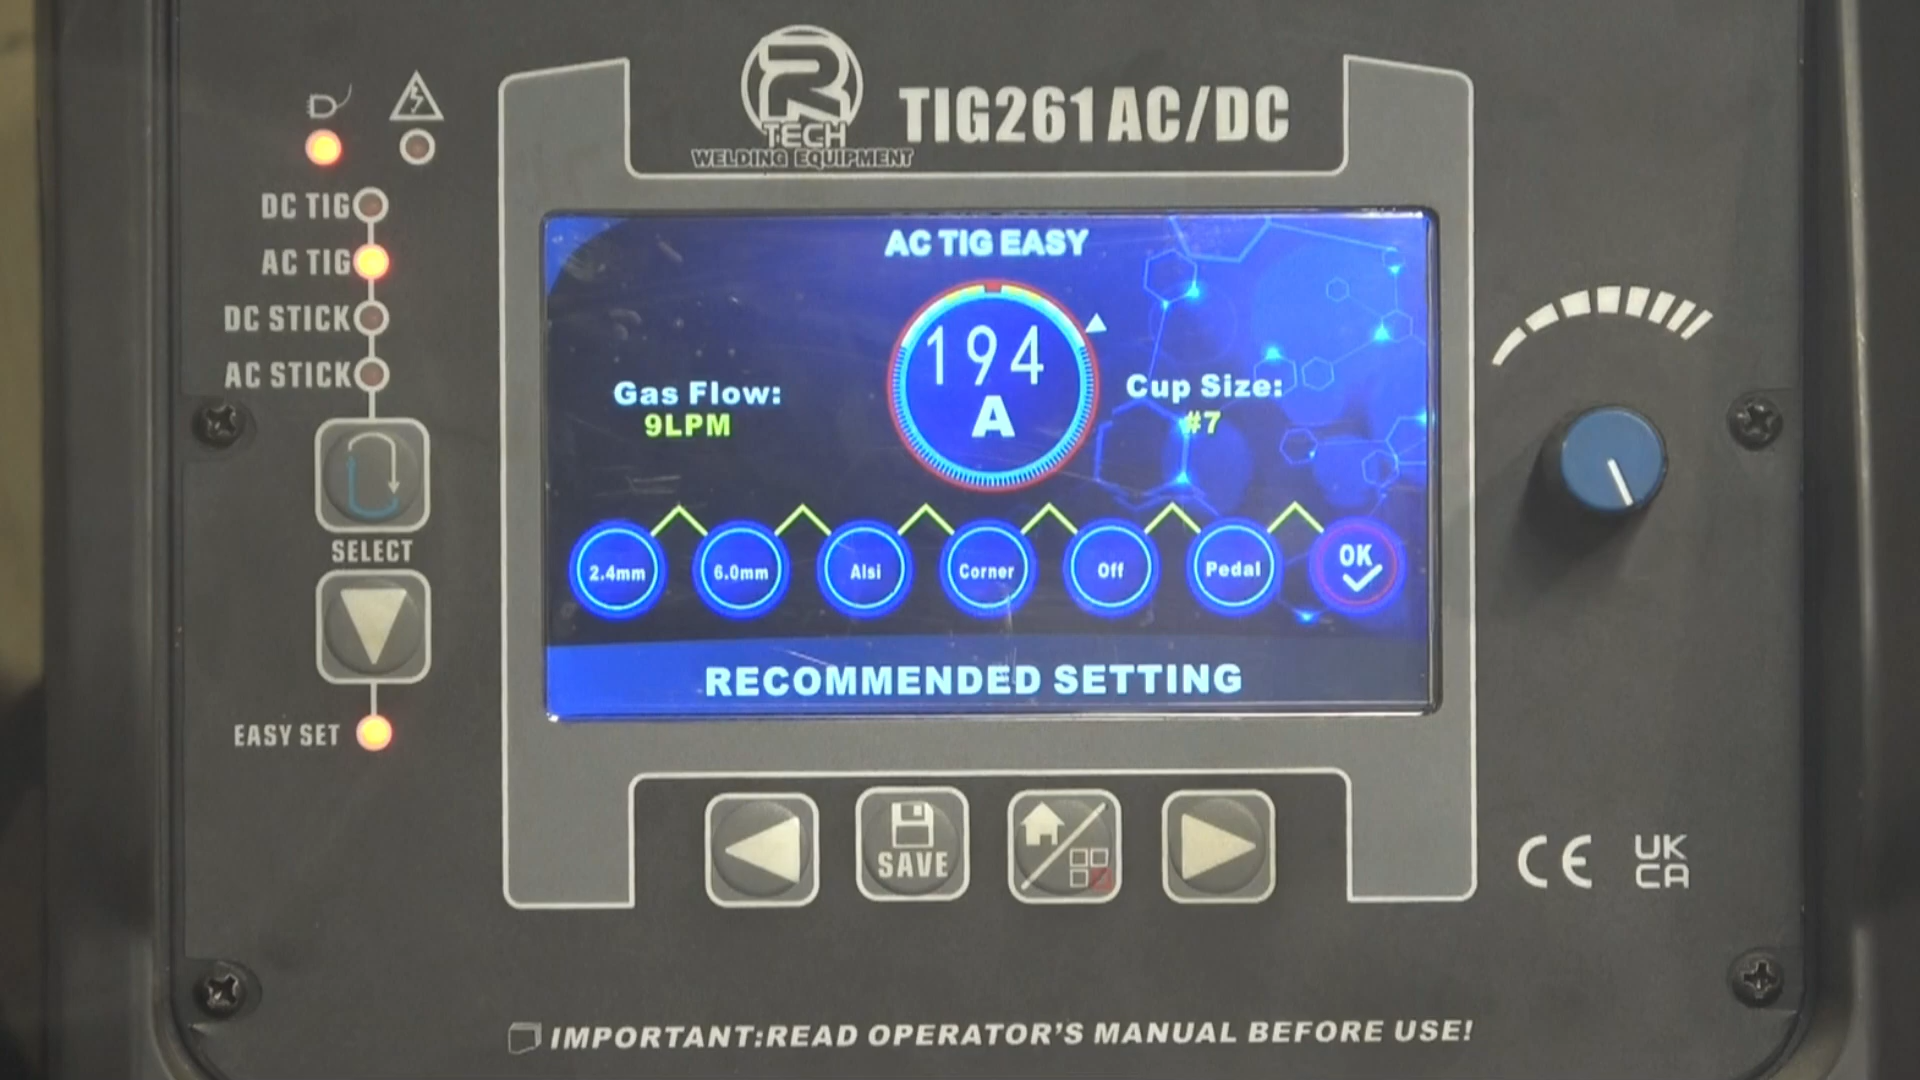 R
TECH
WELDING EQUIPMENT
TIG261 AC/DC
DC TIG
AC TIG
DC STICK
AC STICK
SELECT
EASY SET
AC TIG EASY
194
A
Gas Flow:
9LPM
Cup Size:
#7
2.4mm
6.0mm
Alsi
Corner
Off
Pedal
OK
RECOMMENDED SETTING
SAVE
CE
UK
CA
IMPORTANT:READ OPERATOR'S MANUAL BEFORE USE!